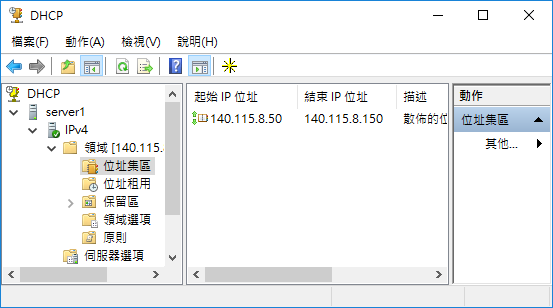 DHCP
檔案(F) 動作(A) 檢視(V) 說明(H)
DHCP
server1
IPv4
領域 [140.115.
位址集區
位址租用
保留區
領域選項
原則
伺服器選項
起始 IP 位址 結束 IP 位址 描述
140.115.8.50 140.115.8.150 散佈的位
動作
位址集區
其他...